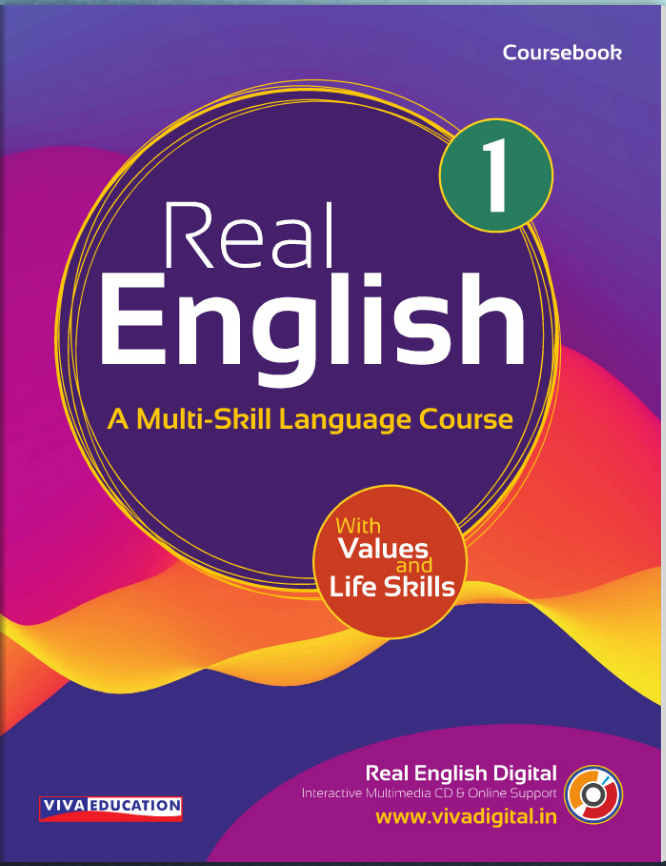 Coursebook
1
Real
English
A Multi-Skill Language Course
With
Values
and
Life Skills
Real English Digital
Interactive Multimedia CD & Online Support
www.vivadigital.in
VIVA EDUCATION